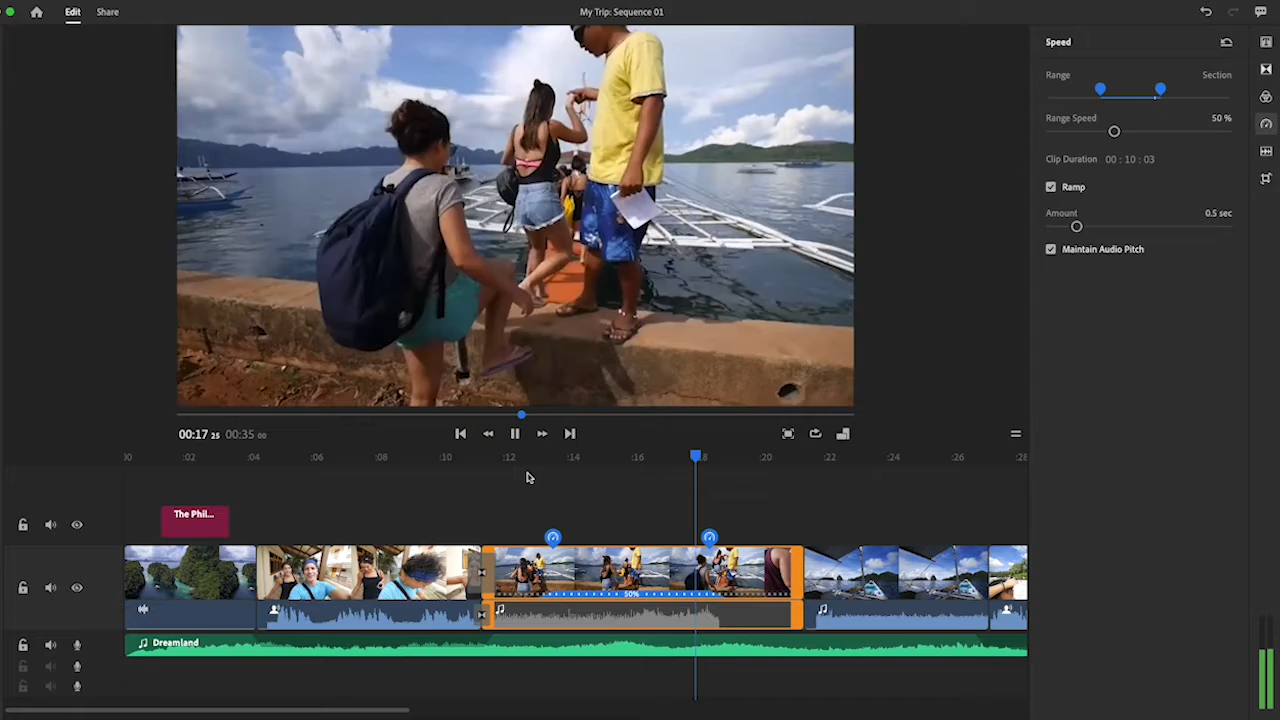 Edit Share My Trip: Sequence 01
Speed
Range Section
Range Speed 50 %
Clip Duration 00 : 10 : 03
Ramp
Amount 0.5 sec
Maintain Audio Pitch
00:17 25 00:35 00
:00 :02 :04 :06 :08 :10 :12 :14 :16 :18 :20 :22 :24 :26 :28
The Phil...
50%
Dreamland